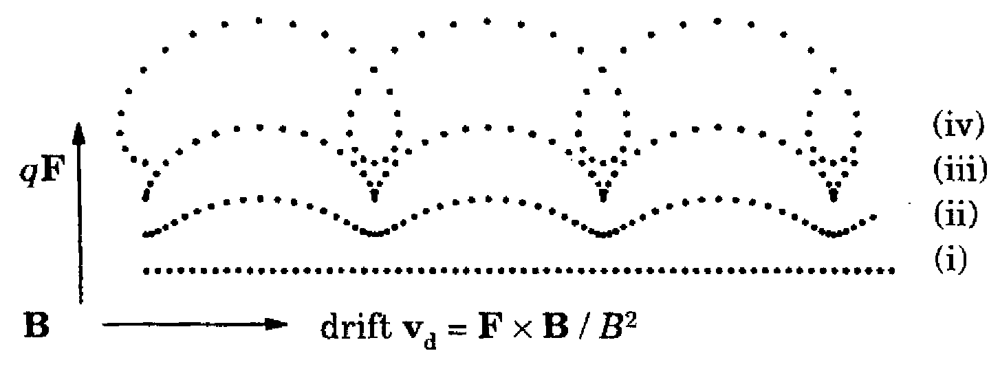 (iv)
qF
(iii)
(ii)
(i)
B
drift v_d = F × B / B²